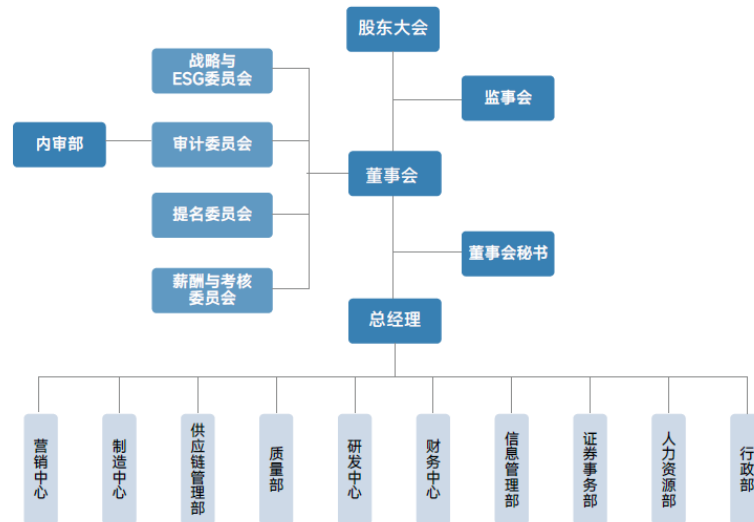 股东大会
战略与
ESG委员会
监事会
内审部
审计委员会
董事会
提名委员会
董事会秘书
薪酬与考核
委员会
总经理
营销中心
制造中心
供应链管理部
质量部
研发中心
财务中心
信息管理部
证券事务部
人力资源部
行政部